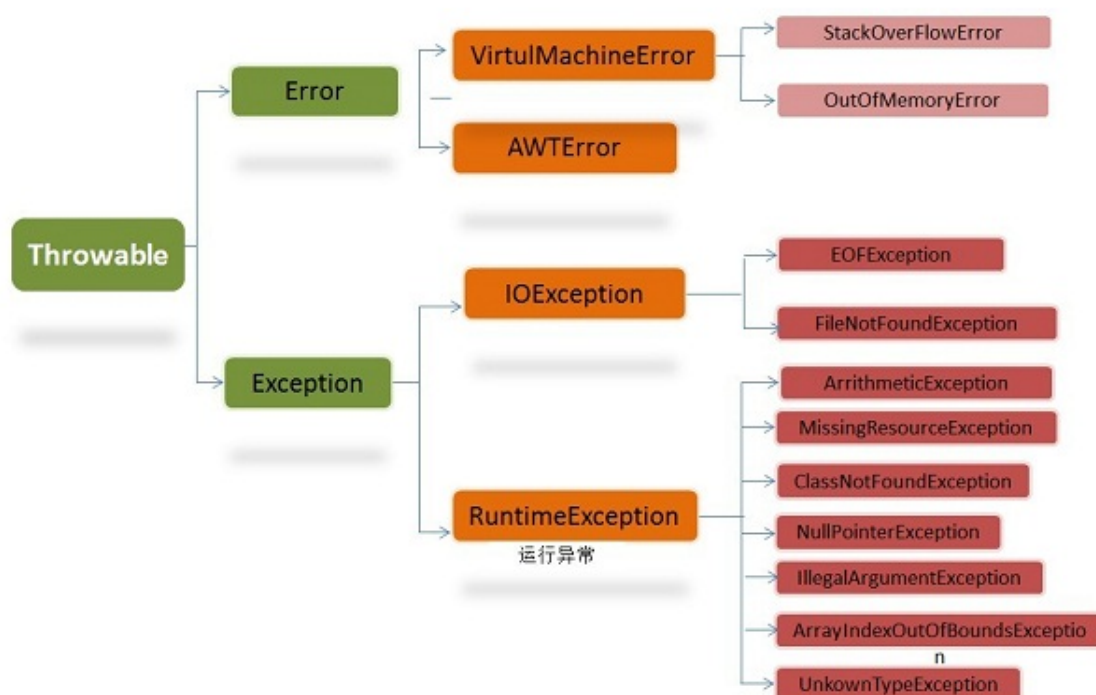 Throwable
Error
VirtulMachineError
StackOverFlowError
OutOfMemoryError
AWTError
Exception
IOException
EOFException
FileNotFoundException
RuntimeException
运行异常
ArrithmeticException
MissingResourceException
ClassNotFoundException
NullPointerException
IllegalArgumentException
ArrayIndexOutOfBoundsExceptio
n
UnkownTypeException